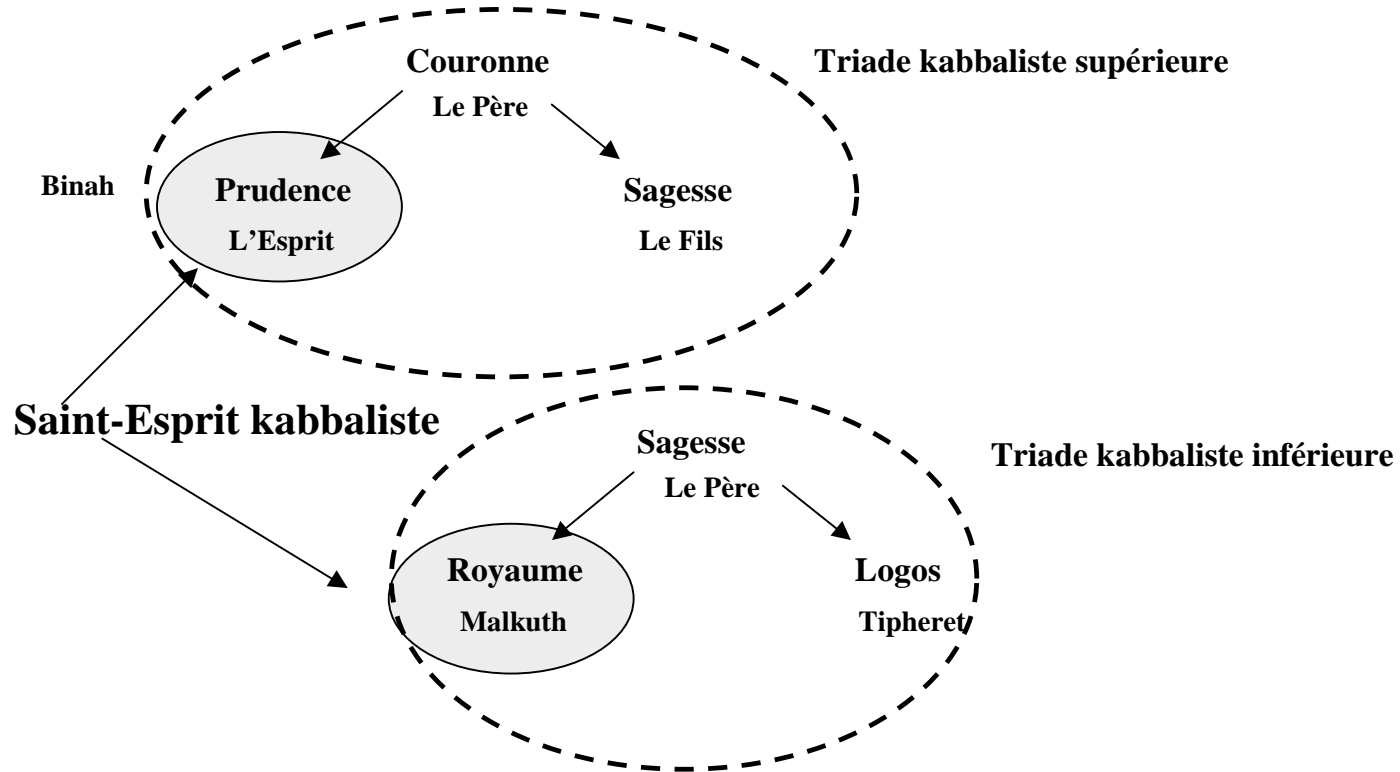 Couronne
Triade kabbaliste supérieure
Le Père
Binah
Prudence
Sagesse
L’Esprit
Le Fils
Saint-Esprit kabbaliste
Sagesse
Triade kabbaliste inférieure
Le Père
Royaume
Logos
Malkuth
Tipheret